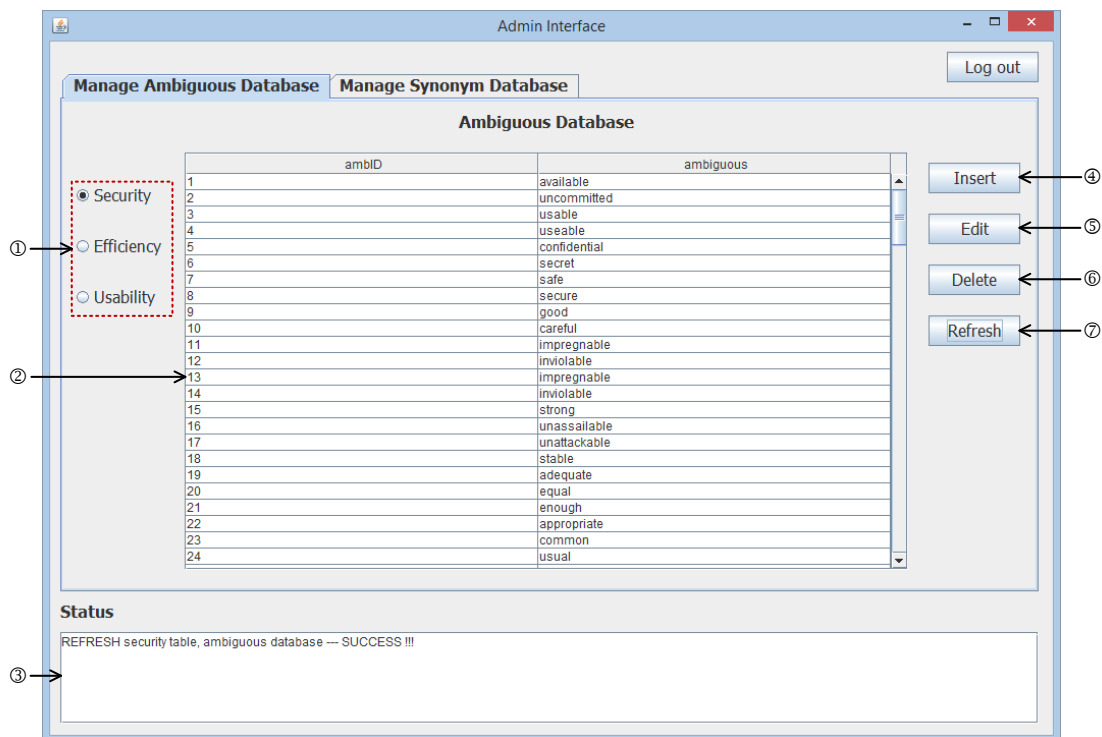 Admin Interface
Log out
Manage Ambiguous Database Manage Synonym Database
Ambiguous Database
ambID ambiguous
1 available
2 uncommitted
3 usable
4 useable
5 confidential
6 secret
7 safe
8 secure
9 good
10 careful
11 impregnable
12 inviolable
13 impregnable
14 inviolable
15 strong
16 unassailable
17 unattackable
18 stable
19 adequate
20 equal
21 enough
22 appropriate
23 common
24 usual
Security
Efficiency
Usability
①
②
Insert ④
Edit ⑤
Delete ⑥
Refresh ⑦
Status
REFRESH security table, ambiguous database --- SUCCESS !!!
③